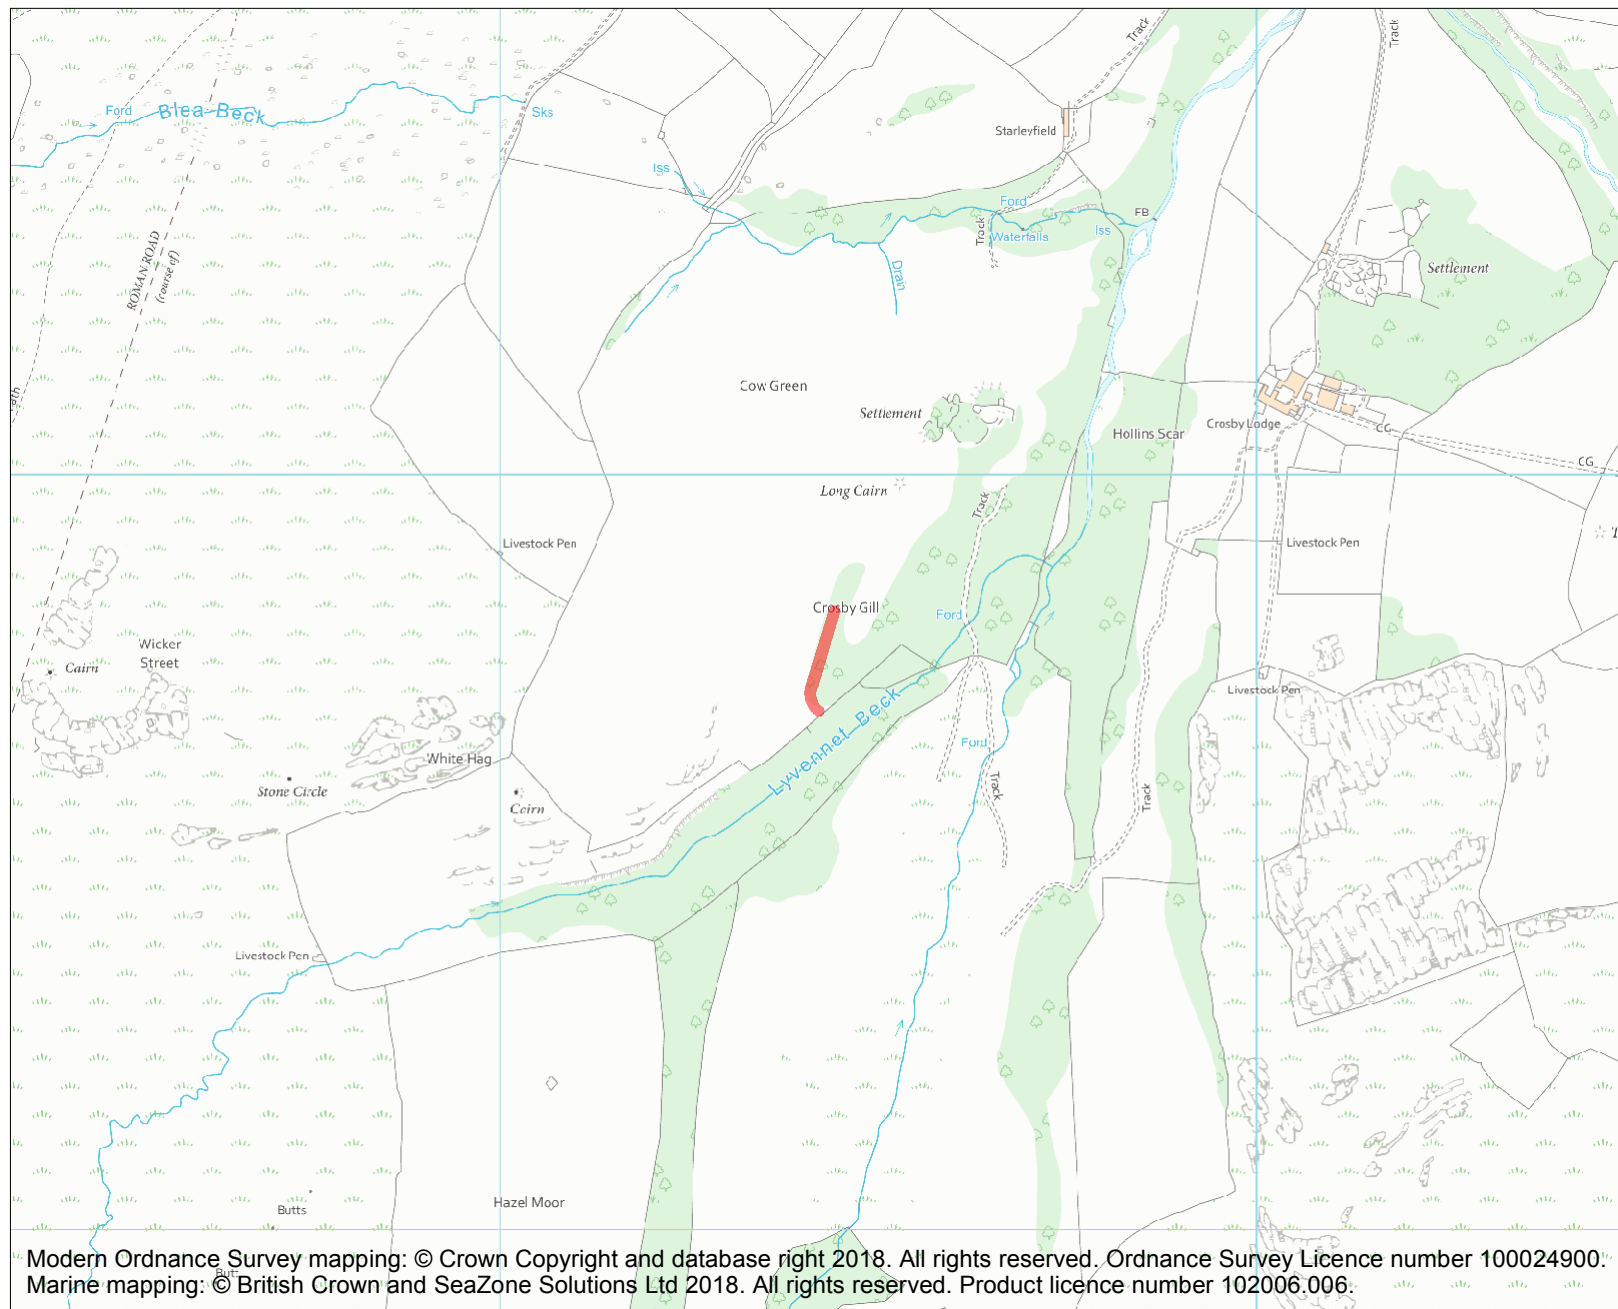 Track
Track
Ford
Blea Beck
Sks
Starleyfield
Iss
Ford
FB
Track
Waterfalls
Iss
ROMAN ROAD
(course of)
Drain
Settlement
Cow Green
Settlement
Crosby Lodge
Hollins Scar
CG
CG
Long Cairn
Track
Livestock Pen
Livestock Pen
Crosby Gill
Ford
Wicker
Street
Cairn
Livestock Pen
Lyvennet Beck
Ford
White Hag
Track
Track
Stone Circle
Cairn
Livestock Pen
Hazel Moor
Butts
Modern Ordnance Survey mapping: © Crown Copyright and database right 2018. All rights reserved. Ordnance Survey Licence number 100024900.
Marine mapping: © British Crown and SeaZone Solutions Ltd 2018. All rights reserved. Product licence number 102006.006.